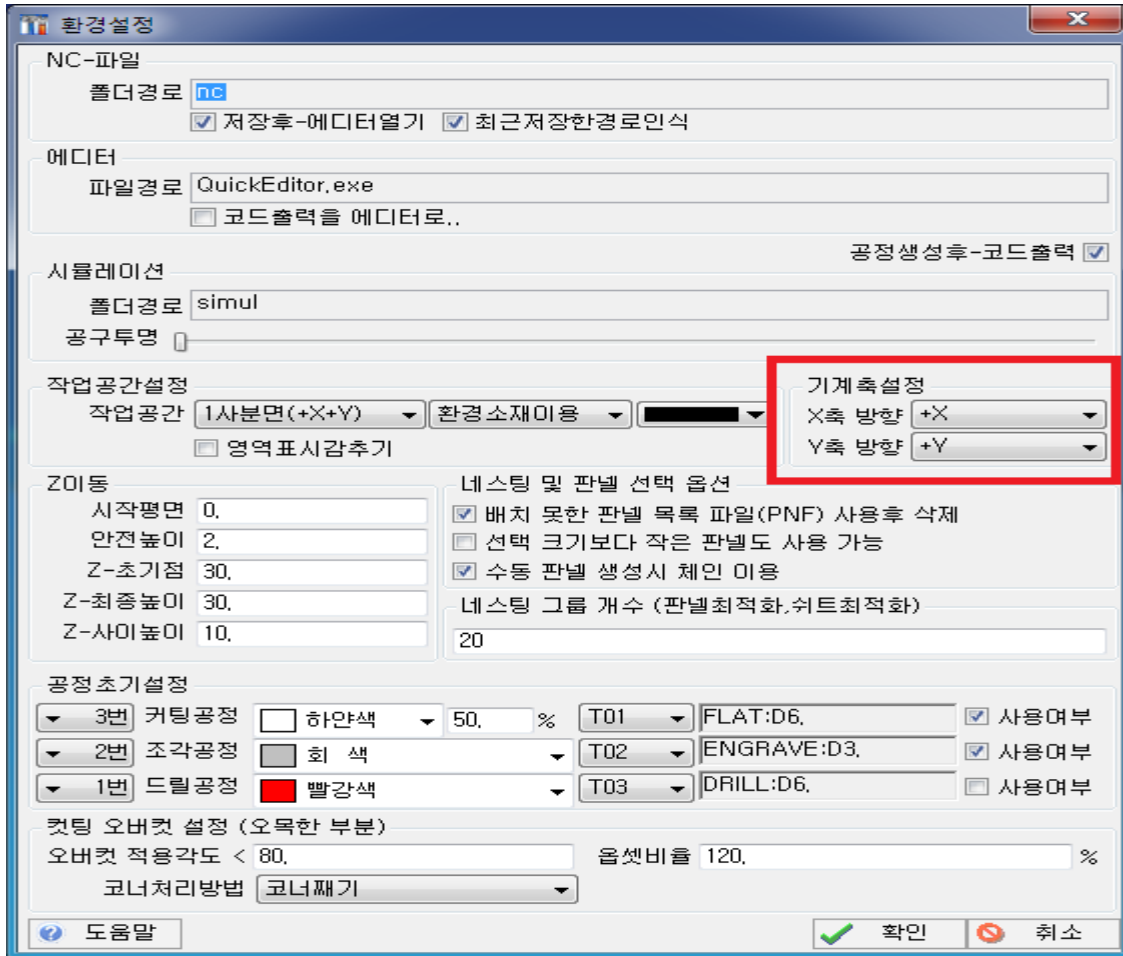 환경설정
NC-파일
폴더경로 nc
저장후-에디터열기 최근저장한경로인식
에디터
파일경로 QuickEditor.exe
코드출력을 에디터로..
공정생성후-코드출력
시뮬레이션
폴더경로 simul
공구투명
작업공간설정 기계축설정
작업공간 1사분면(+X+Y) 환경소재이용 X축 방향 +X
영역표시감추기 Y축 방향 +Y
Z이동 네스팅 및 판넬 선택 옵션
시작평면 0. 배치 못한 판넬 목록 파일(PNF) 사용후 삭제
안전높이 2. 선택 크기보다 작은 판넬도 사용 가능
Z-초기점 30. 수동 판넬 생성시 체인 이용
Z-최종높이 30. 네스팅 그룹 개수 (판넬최적화,쉬트최적화)
Z-사이높이 10. 20
공정초기설정
3번 커팅공정 하얀색 50. % T01 FLAT:D6. 사용여부
2번 조각공정 회 색 T02 ENGRAVE:D3. 사용여부
1번 드릴공정 빨강색 T03 DRILL:D6. 사용여부
컷팅 오버컷 설정 (오목한 부분)
오버컷 적용각도 < 80. 옵셋비율 120. %
코너처리방법 코너째기
도움말 확인 취소